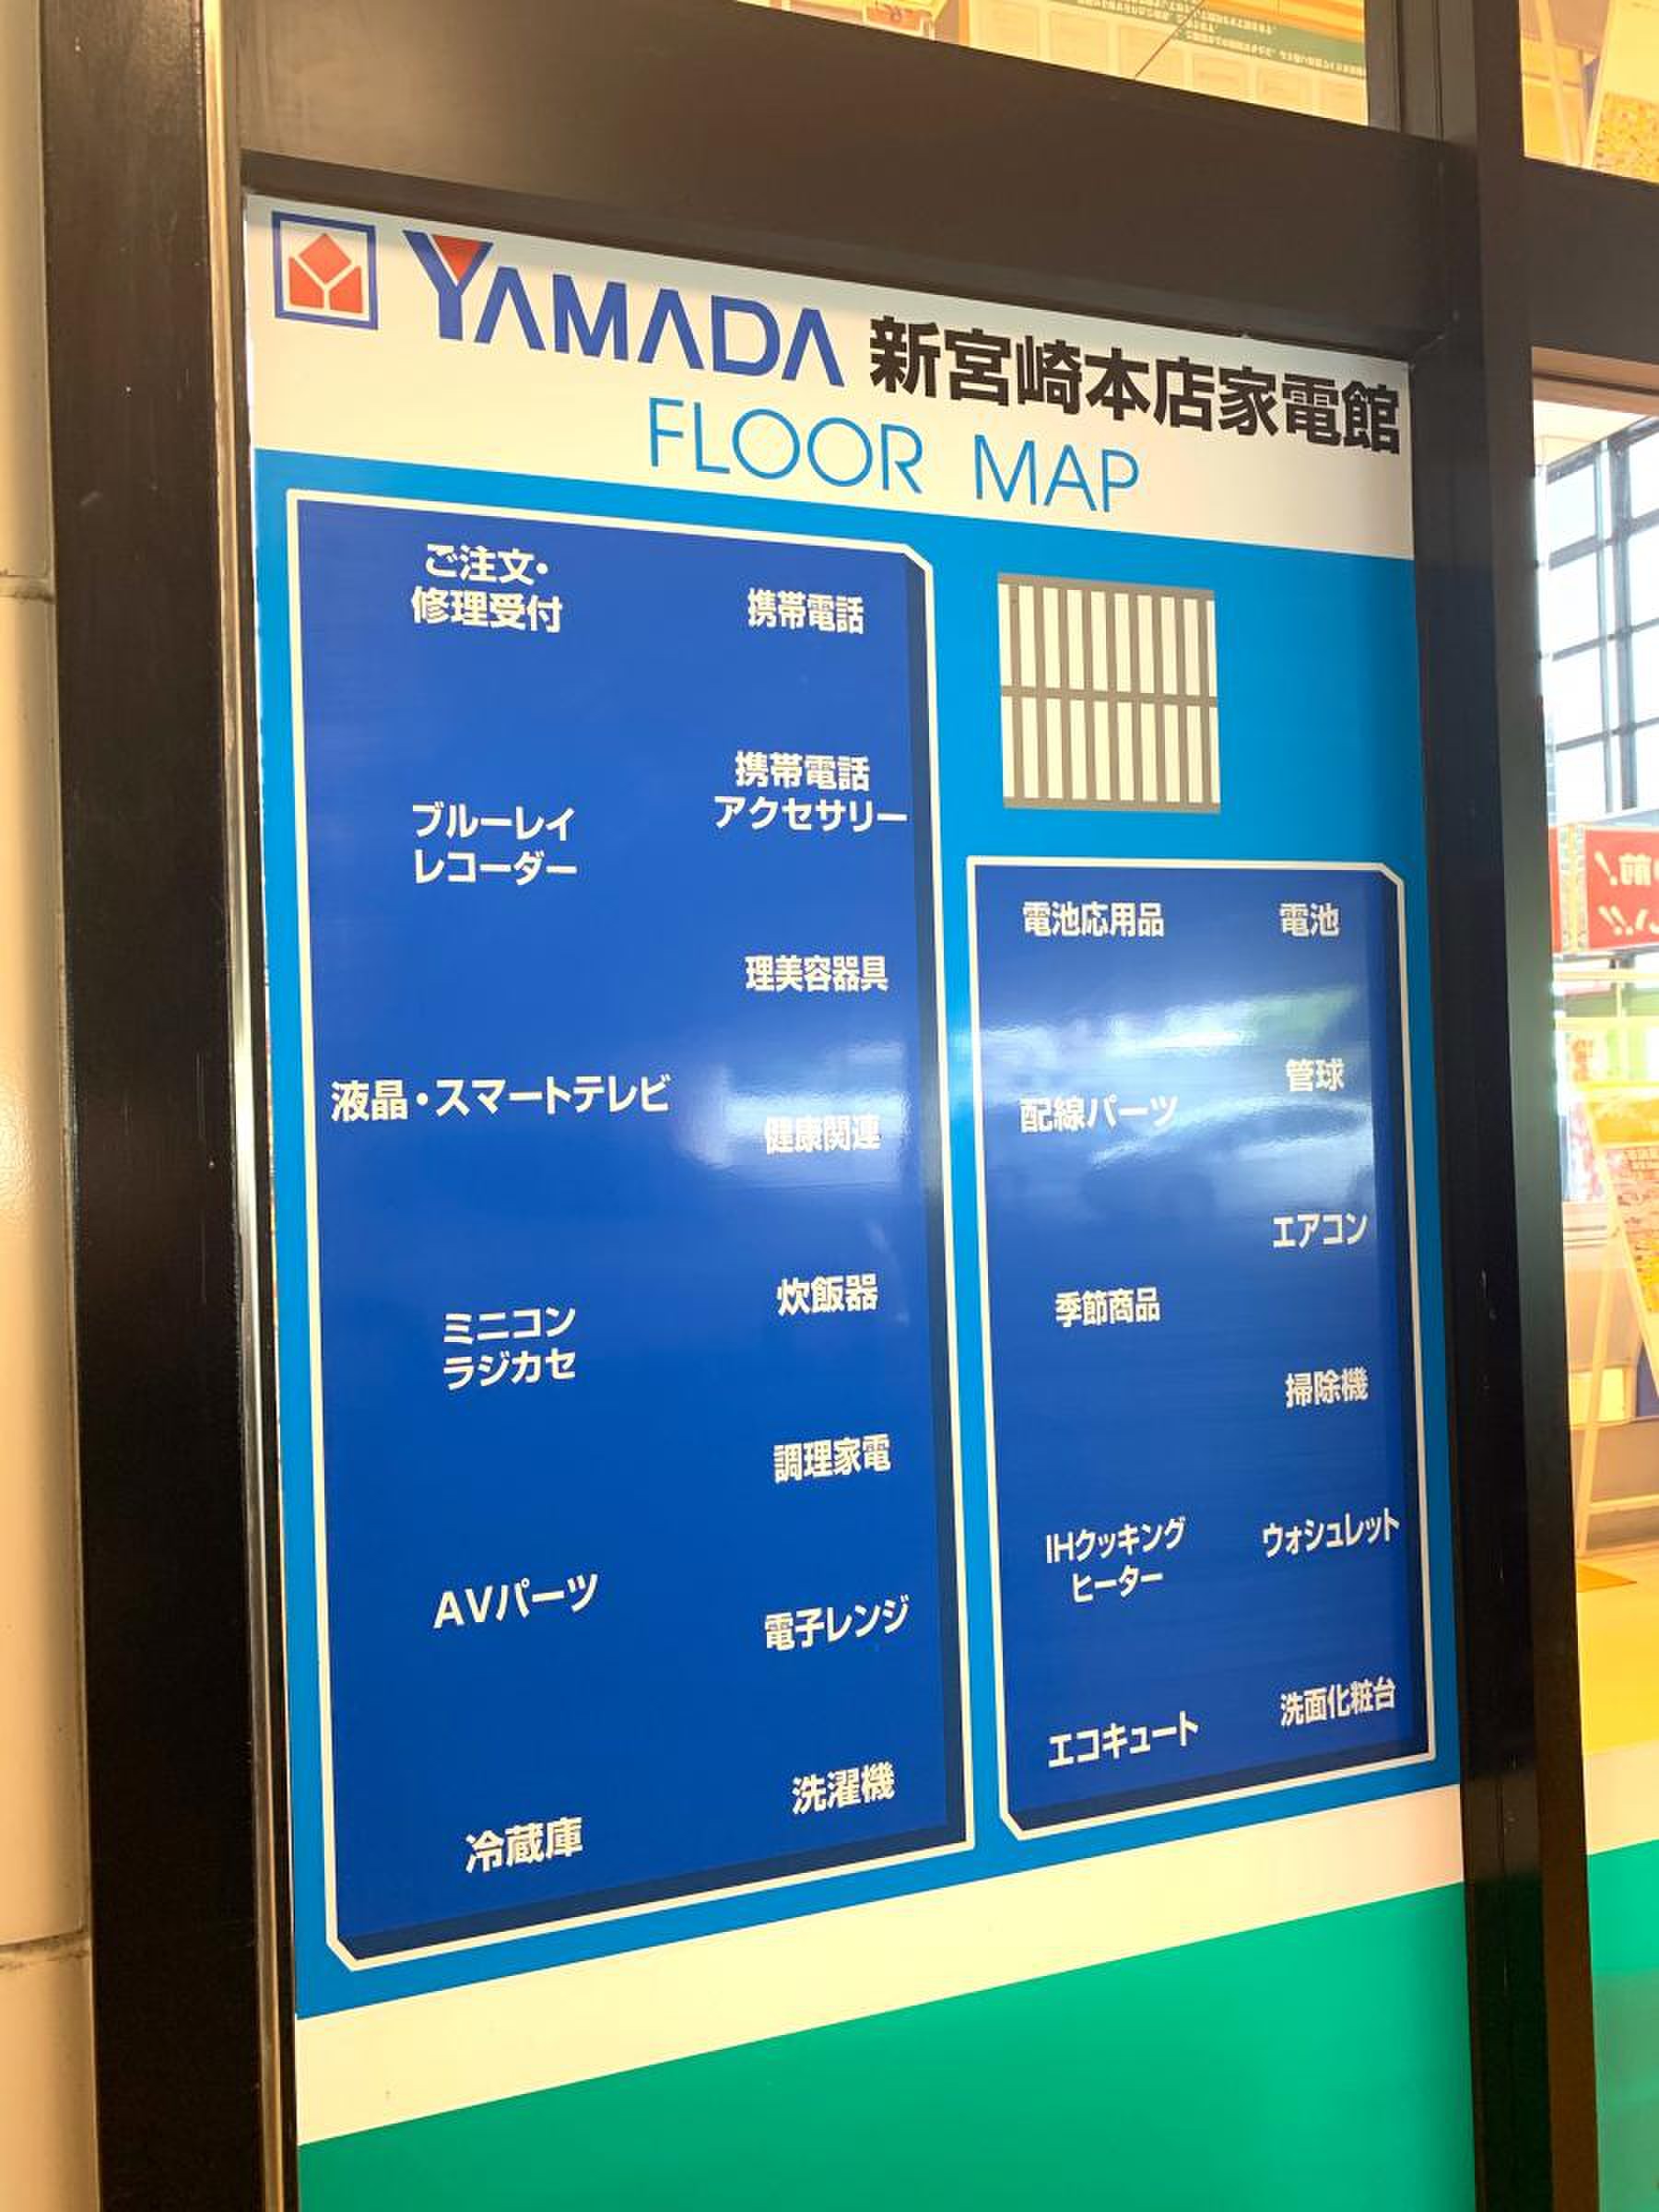 YAMADA 新宮崎本店家電館
FLOOR MAP
ご注文・
修理受付
ブルーレイ
レコーダー
液晶・スマートテレビ
ミニコン
ラジカセ
AVパーツ
冷蔵庫
携帯電話
携帯電話
アクセサリー
理美容器具
健康関連
炊飯器
調理家電
電子レンジ
洗濯機
電池応用品
配線パーツ
季節商品
IHクッキング
ヒーター
エコキュート
電池
管球
エアコン
掃除機
ウォシュレット
洗面化粧台